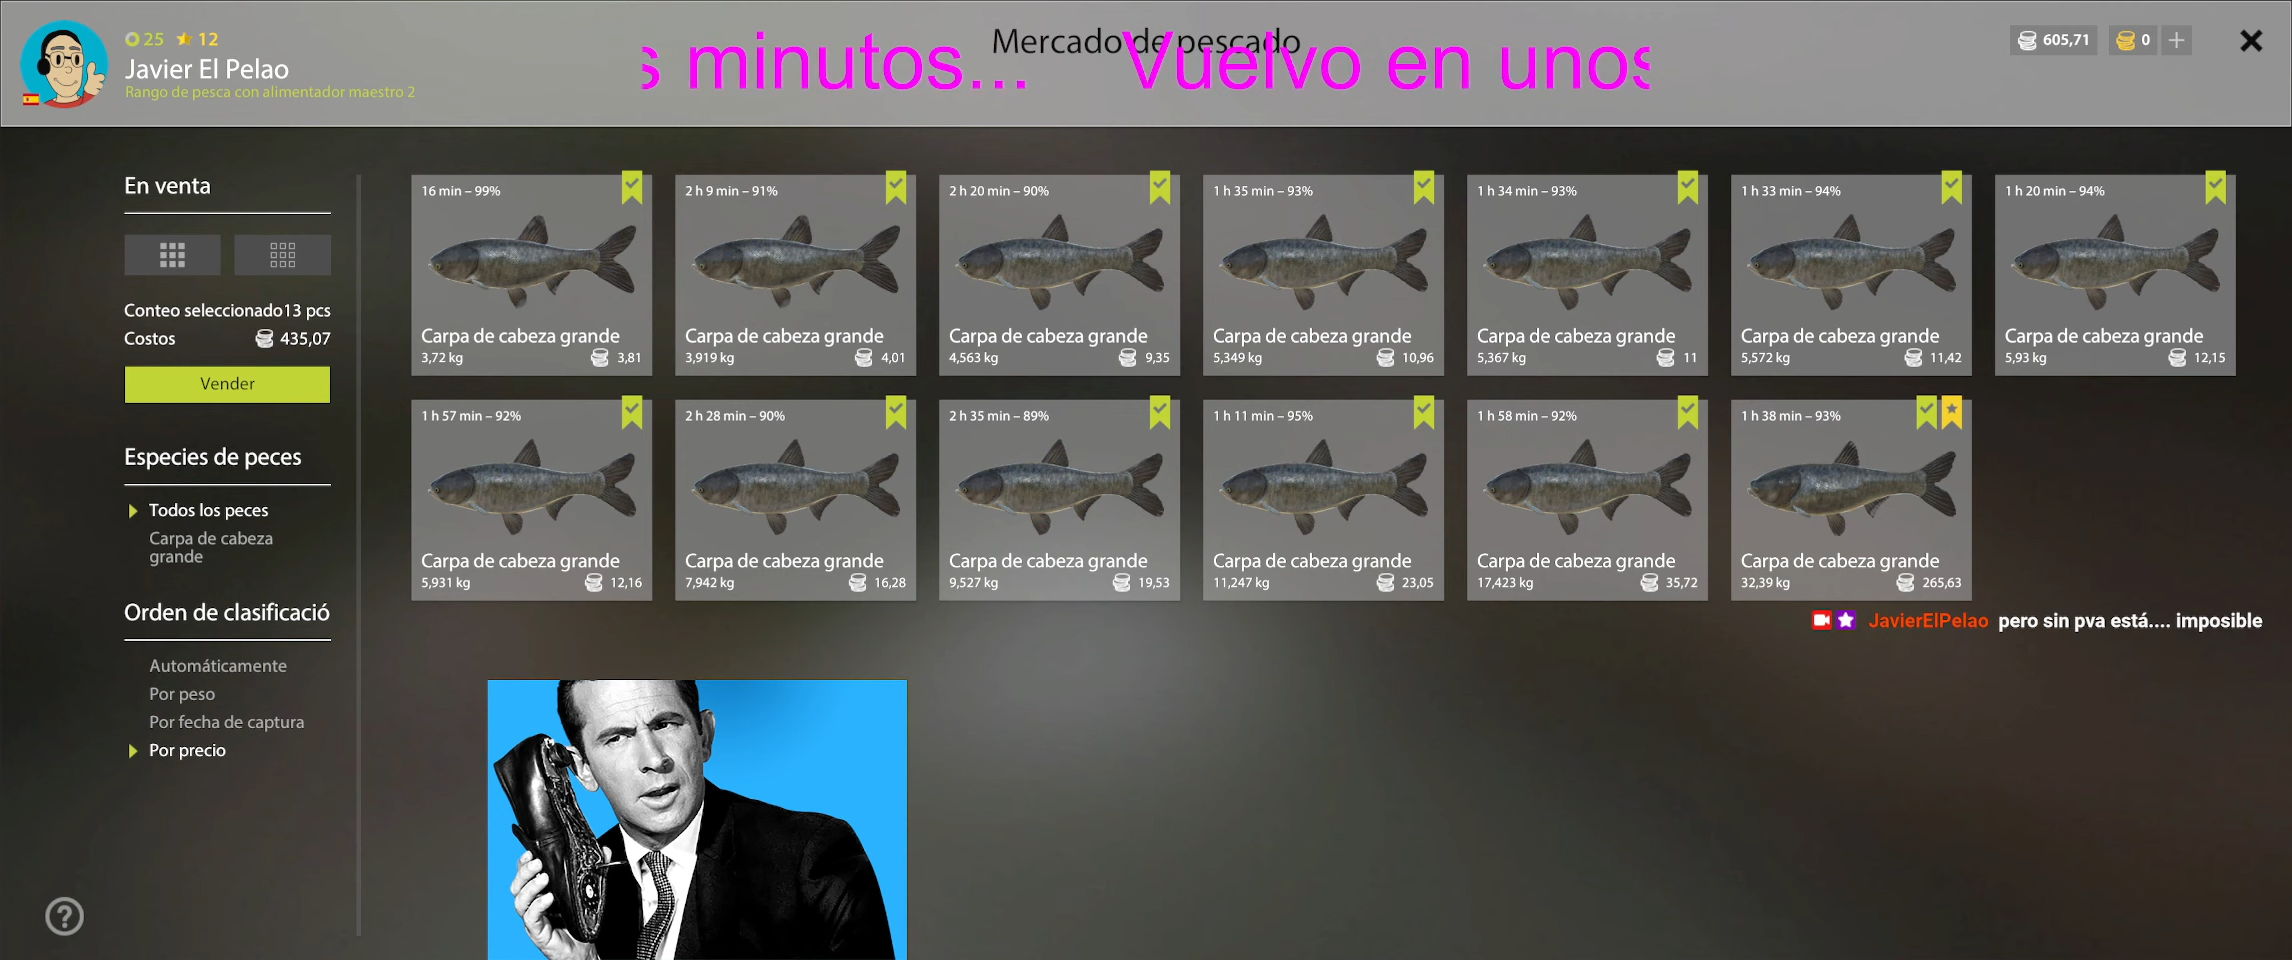 25 12
Javier El Pelao
Rango de pesca con alimentador maestro 2
Mercado de pescado
s minutos... Vuelvo en unos
605,71 0
En venta
Conteo seleccionado13 pcs
Costos 435,07
Vender
Especies de peces
Todos los peces
Carpa de cabeza
grande
Orden de clasificació
Automáticamente
Por peso
Por fecha de captura
Por precio
16 min – 99%
Carpa de cabeza grande
3,72 kg 3,81
2 h 9 min – 91%
Carpa de cabeza grande
3,919 kg 4,01
2 h 20 min – 90%
Carpa de cabeza grande
4,563 kg 9,35
1 h 35 min – 93%
Carpa de cabeza grande
5,349 kg 10,96
1 h 34 min – 93%
Carpa de cabeza grande
5,367 kg 11
1 h 33 min – 94%
Carpa de cabeza grande
5,572 kg 11,42
1 h 20 min – 94%
Carpa de cabeza grande
5,93 kg 12,15
1 h 57 min – 92%
Carpa de cabeza grande
5,931 kg 12,16
2 h 28 min – 90%
Carpa de cabeza grande
7,942 kg 16,28
2 h 35 min – 89%
Carpa de cabeza grande
9,527 kg 19,53
1 h 11 min – 95%
Carpa de cabeza grande
11,247 kg 23,05
1 h 58 min – 92%
Carpa de cabeza grande
17,423 kg 35,72
1 h 38 min – 93%
Carpa de cabeza grande
32,39 kg 265,63
JavierElPelao pero sin pva está.... imposible